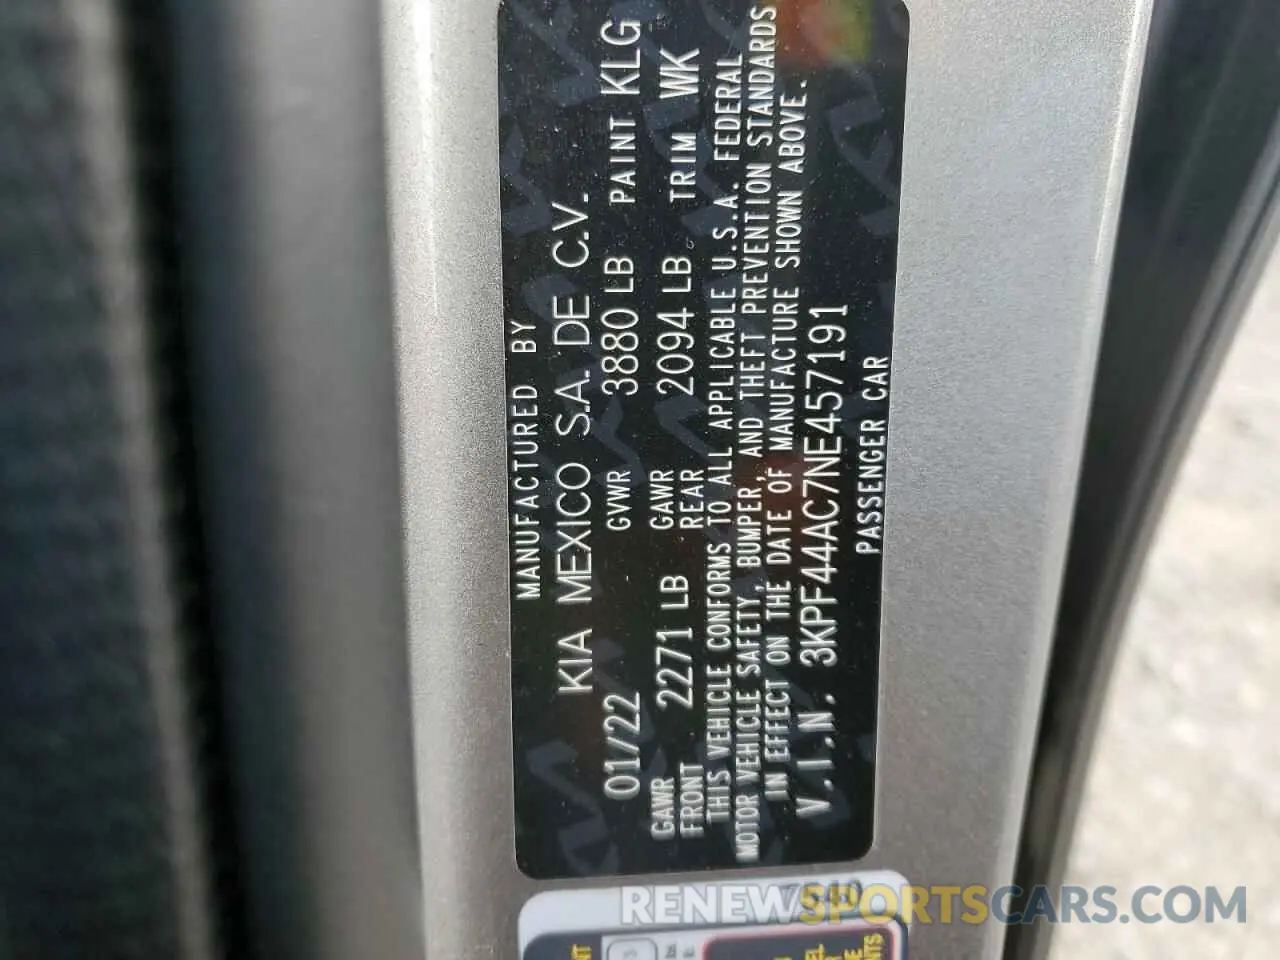 MANUFACTURED BY
KIA MEXICO S.A. DE C.V.
01/22 GVWR 3880 LB PAINT KLG
GAWR FRONT 2271 LB GAWR REAR 2094 LB TRIM WK
THIS VEHICLE CONFORMS TO ALL APPLICABLE U.S.A. FEDERAL
MOTOR VEHICLE SAFETY, BUMPER, AND THEFT PREVENTION STANDARDS
IN EFFECT ON THE DATE OF MANUFACTURE SHOWN ABOVE.
V.I.N. 3KPF44AC7NE457191
PASSENGER CAR
RENEWSPORTSCARS.COM